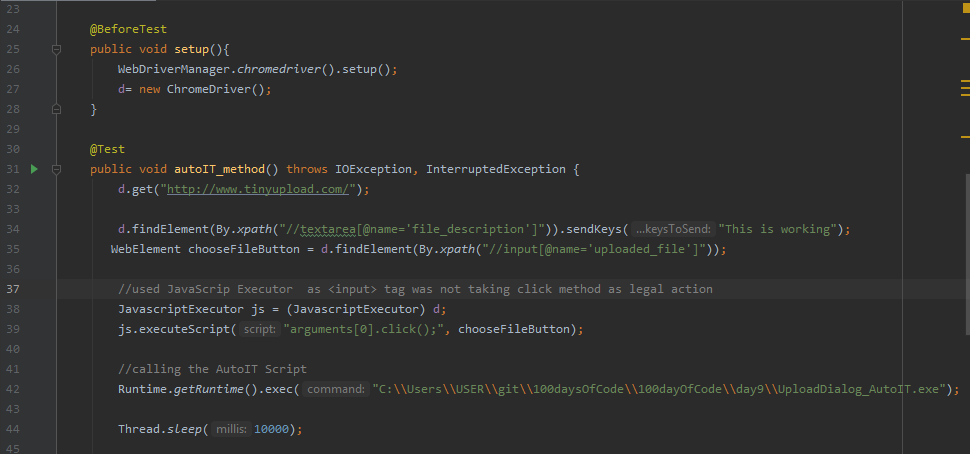 23
24 @BeforeTest
25 public void setup(){
26 WebDriverManager.chromedriver().setup();
27 d= new ChromeDriver();
28 }
29
30 @Test
31 public void autoIT_method() throws IOException, InterruptedException {
32 d.get("http://www.tinyupload.com/");
33
34 d.findElement(By.xpath("//textarea[@name='file_description']")).sendKeys( ...keysToSend: "This is working");
35 WebElement chooseFileButton = d.findElement(By.xpath("//input[@name='uploaded_file']"));
36
37 //used JavaScrip Executor  as <input> tag was not taking click method as legal action
38 JavascriptExecutor js = (JavascriptExecutor) d;
39 js.executeScript( script: "arguments[0].click();", chooseFileButton);
40
41 //calling the AutoIT Script
42 Runtime.getRuntime().exec( command: "C:\\Users\\USER\\git\\100daysOfCode\\100dayOfCode\\day9\\UploadDialog_AutoIT.exe");
43
44 Thread.sleep( millis: 10000);
45